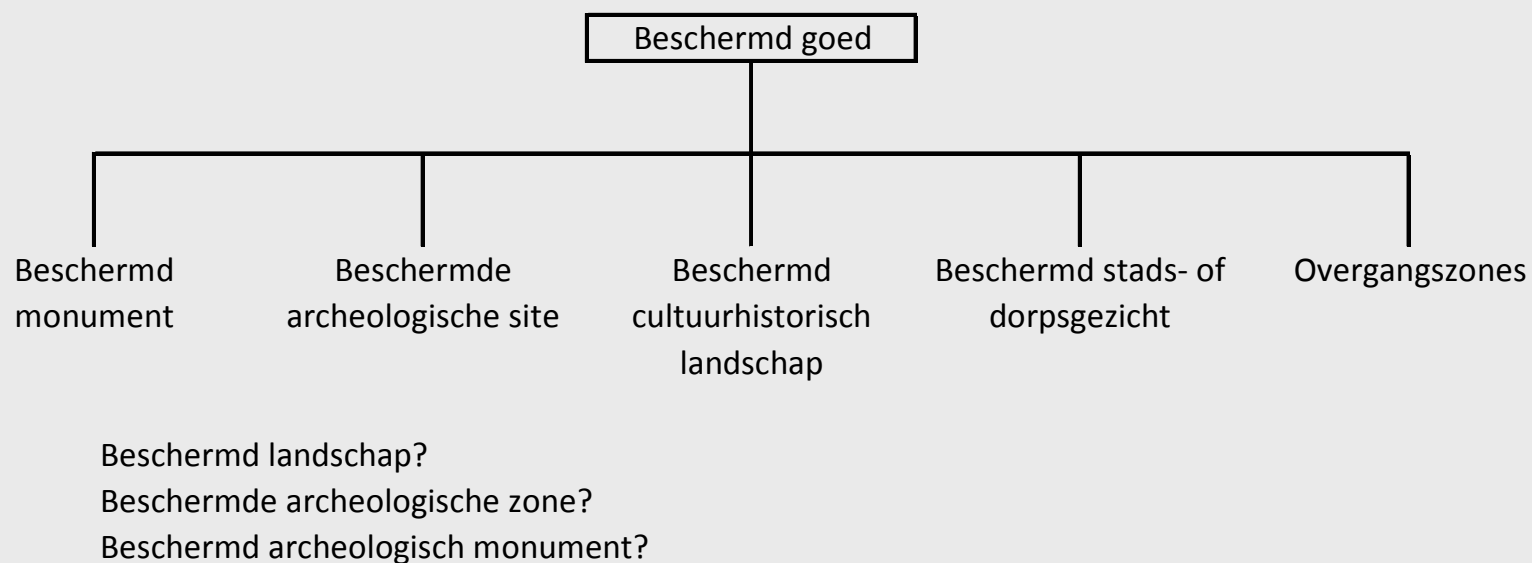 Beschermd goed
Beschermd
monument
Beschermde
archeologische site
Beschermd
cultuurhistorisch
landschap
Beschermd stads- of
dorpsgezicht
Overgangszones
Beschermd landschap?
Beschermde archeologische zone?
Beschermd archeologisch monument?